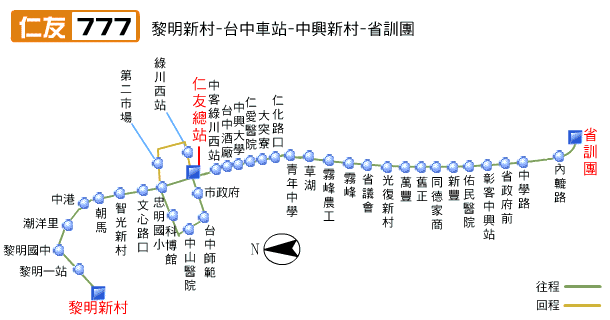 仁友 777
黎明新村-台中車站-中興新村-省訓團
第二市場
綠川西站
仁友總站
中客綠川西站
台中酒廠
中興大學
仁愛醫院
大突寮
仁化路口
省訓團
中港
潮洋里
黎明國中
黎明一站
黎明新村
朝馬
智光新村
文心路口
忠明國小
科博館
中山醫院
台中師範
市政府
青年中學
草湖
霧峰農工
霧峰
省議會
光復新村
萬豐
舊正
同德家商
新豐
佑民醫院
彰客中興站
省政府前
中學路
內轆路
N
往程
回程